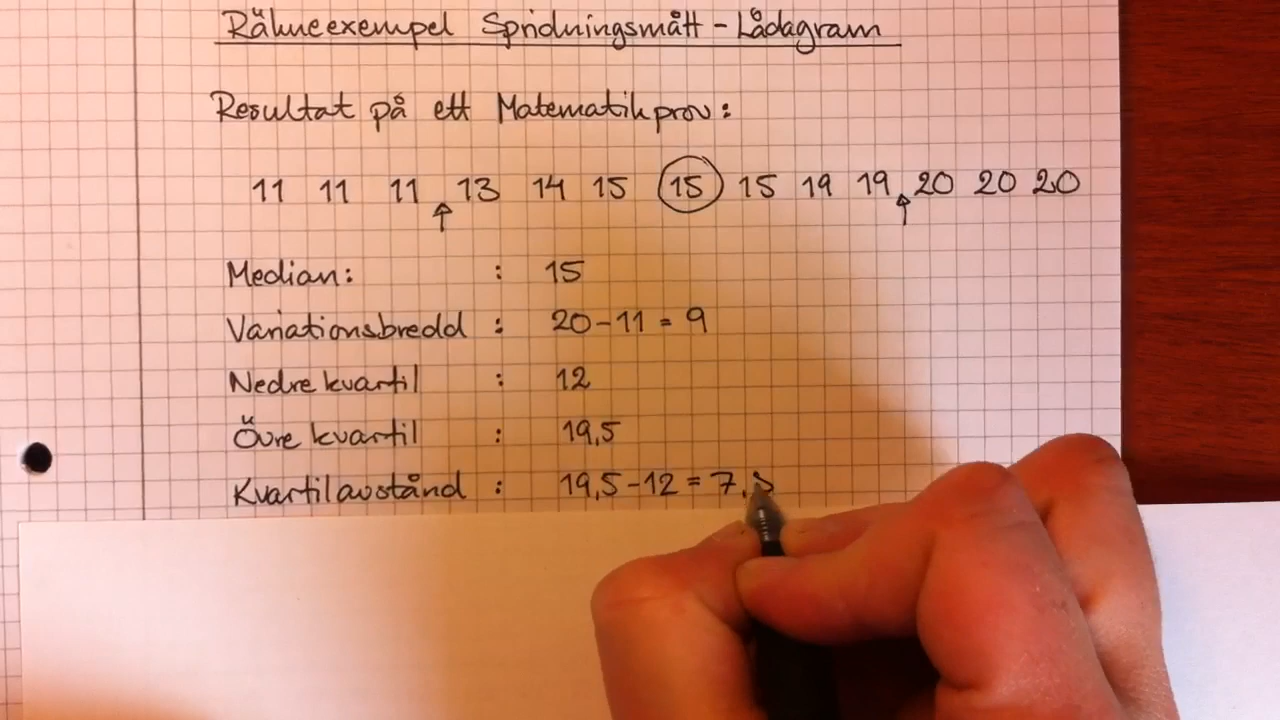 Räkneexempel Spridningsmått - Lådagram
Resultat på ett Matematikprov:
11 11 11 13 14 15 15 15 19 19 20 20 20
Median: : 15
Variationsbredd : 20-11 = 9
Nedre kvartil : 12
Övre kvartil : 19,5
Kvartilavstånd : 19,5-12 = 7,5